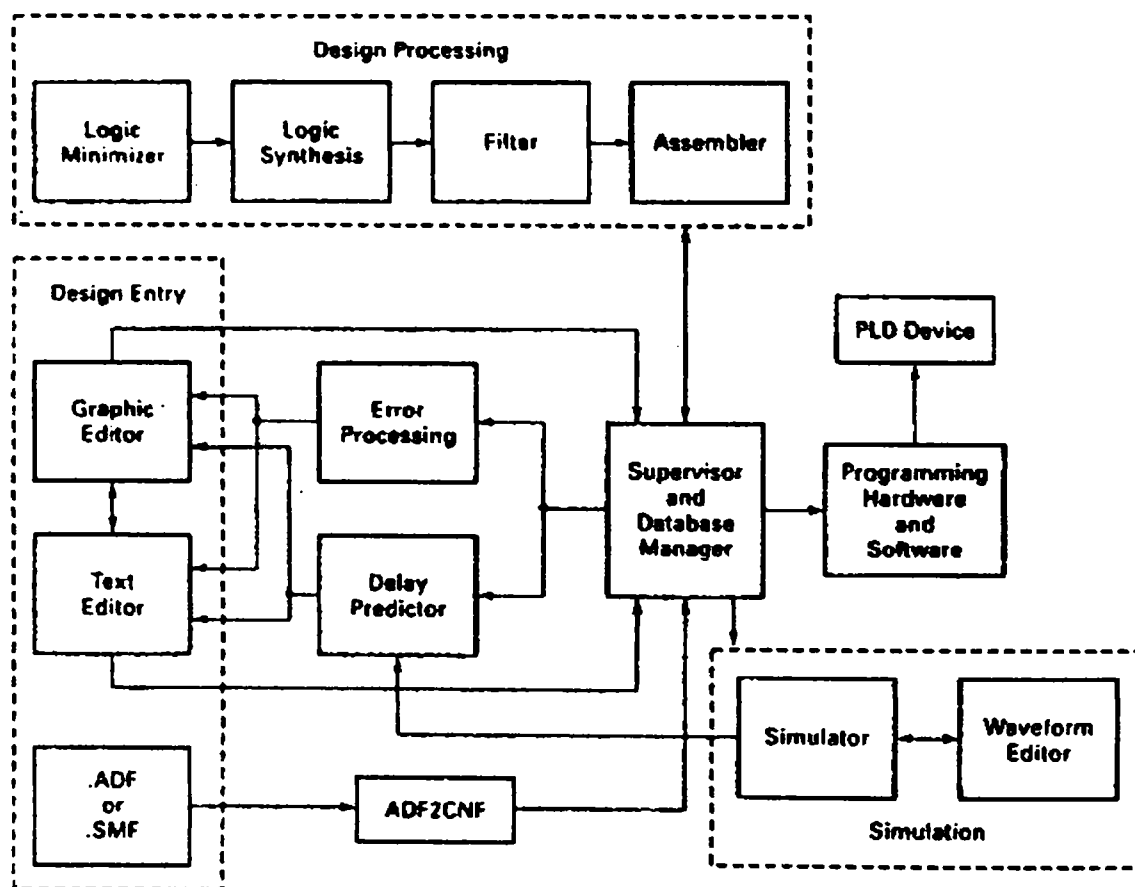 Design Processing
Logic
Minimizer
Logic
Synthesis
Filter
Assembler
Design Entry
Graphic
Editor
Text
Editor
.ADF
or
.SMF
Error
Processing
Delay
Predictor
ADF2CNF
Supervisor
and
Database
Manager
PLD Device
Programming
Hardware
and
Software
Simulator
Waveform
Editor
Simulation